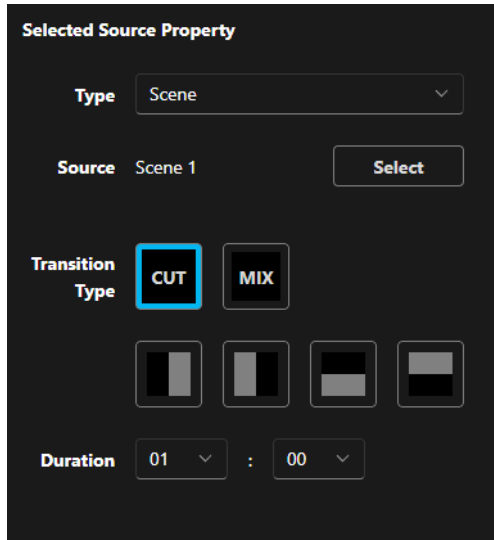 Selected Source Property
Type Scene
Source Scene 1 Select
Transition
Type CUT MIX
Duration 01 : 00